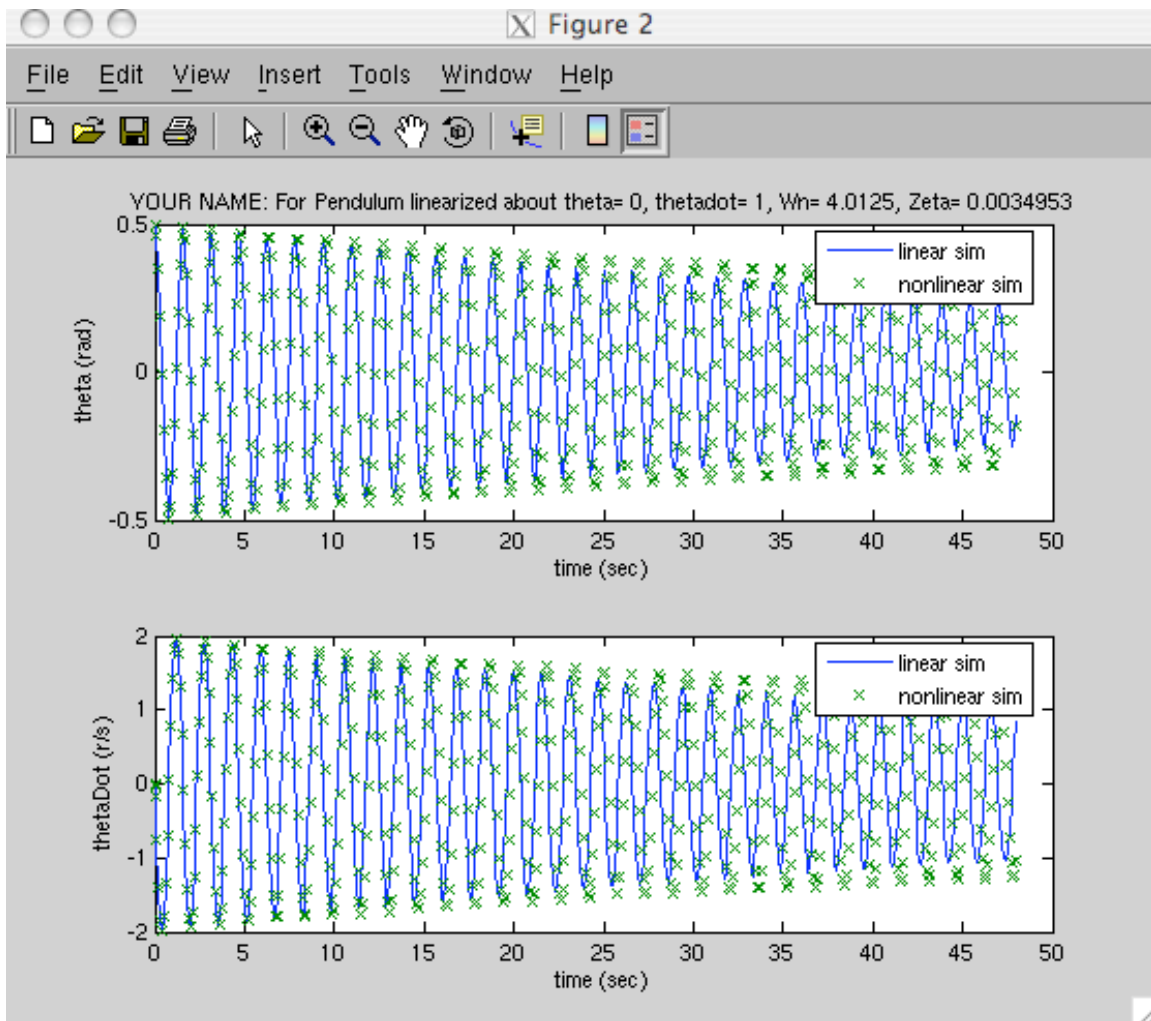 Figure 2
File Edit View Insert Tools Window Help
YOUR NAME: For Pendulum linearized about theta= 0, thetadot= 1, Wn= 4.0125, Zeta= 0.0034953
0.5
0
-0.5
theta (rad)
linear sim
nonlinear sim
0 5 10 15 20 25 30 35 40 45 50
time (sec)
2
1
0
-1
-2
thetaDot (r/s)
linear sim
nonlinear sim
0 5 10 15 20 25 30 35 40 45 50
time (sec)